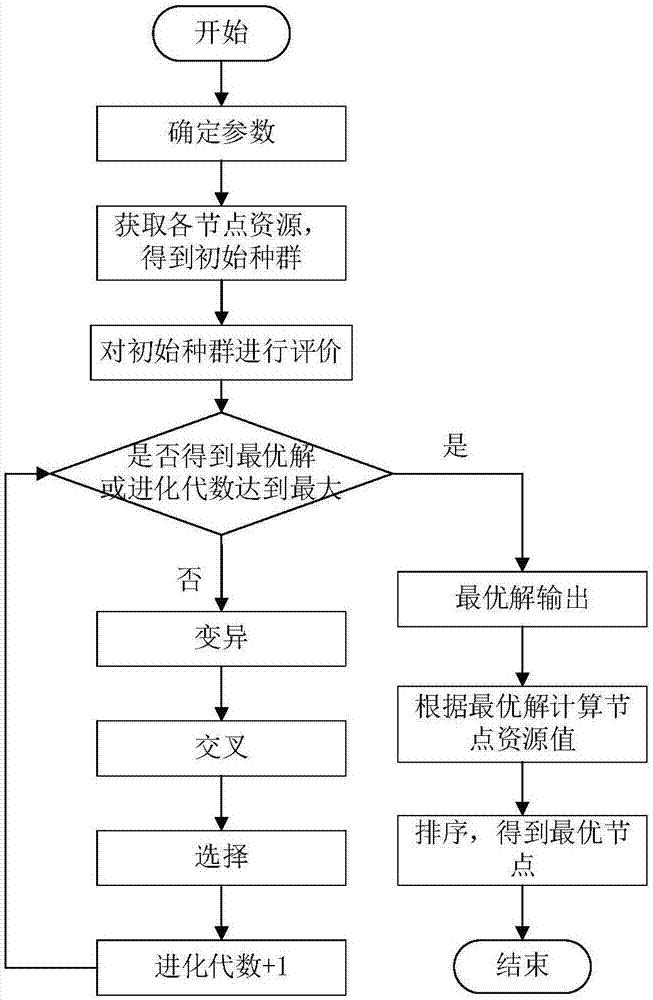 开始
确定参数
获取各节点资源，
得到初始种群
对初始种群进行评价
是否得到最优解
或进化代数达到最大
是
否
变异
交叉
选择
进化代数+1
最优解输出
根据最优解计算节
点资源值
排序，得到最优节
点
结束